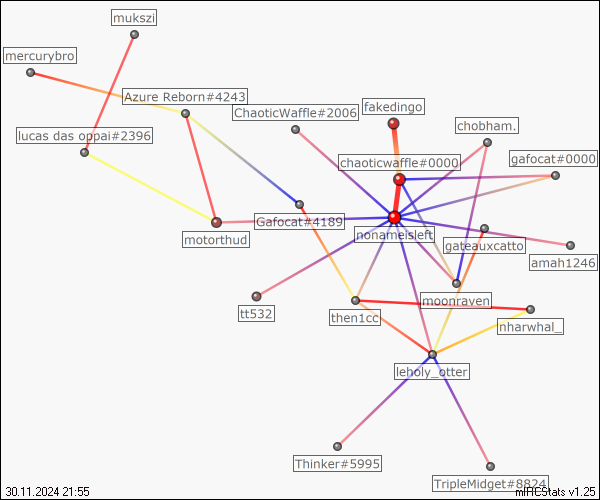 mukszi
mercurybro
Azure Reborn#4243
ChaoticWaffle#2006
fakedingo
chobham.
lucas das oppai#2396
chaoticwaffle#0000
gafocat#0000
Gafocat#4189
motorthud
nonameisleft
gateauxcatto
amah1246
moonraven
tt532
then1cc
nharwhal_
leholy_otter
Thinker#5995
TripleMidget#8824
30.11.2024 21:55
mIRCStats v1.25